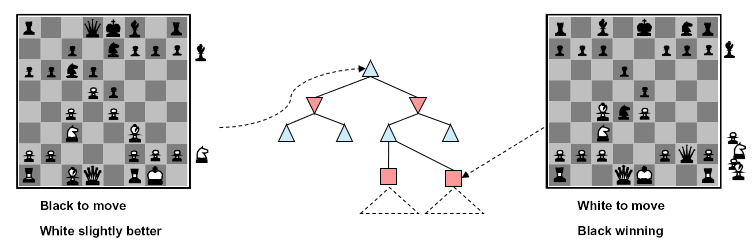 Black to move
White slightly better
White to move
Black winning